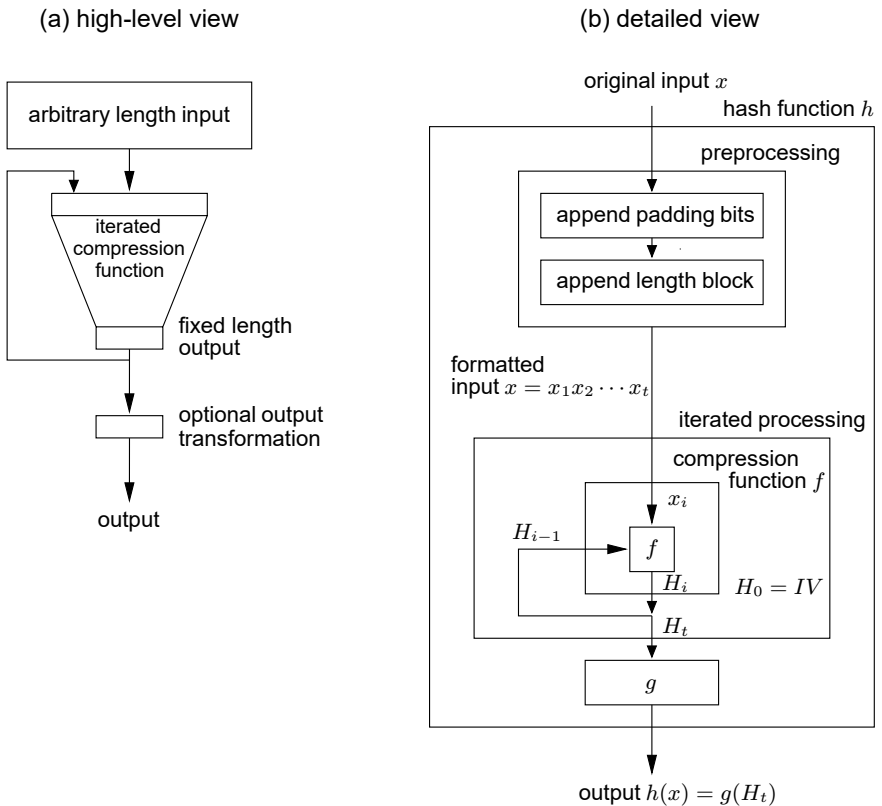 (a) high-level view
arbitrary length input
iterated
compression
function
fixed length
output
optional output
transformation
output
(b) detailed view
original input x
hash function h
preprocessing
append padding bits
append length block
formatted
input x = x₁x₂ ⋯ xₜ
iterated processing
compression
function f
xᵢ
Hᵢ₋₁
f
Hᵢ
H₀ = IV
Hₜ
g
output h(x) = g(Hₜ)